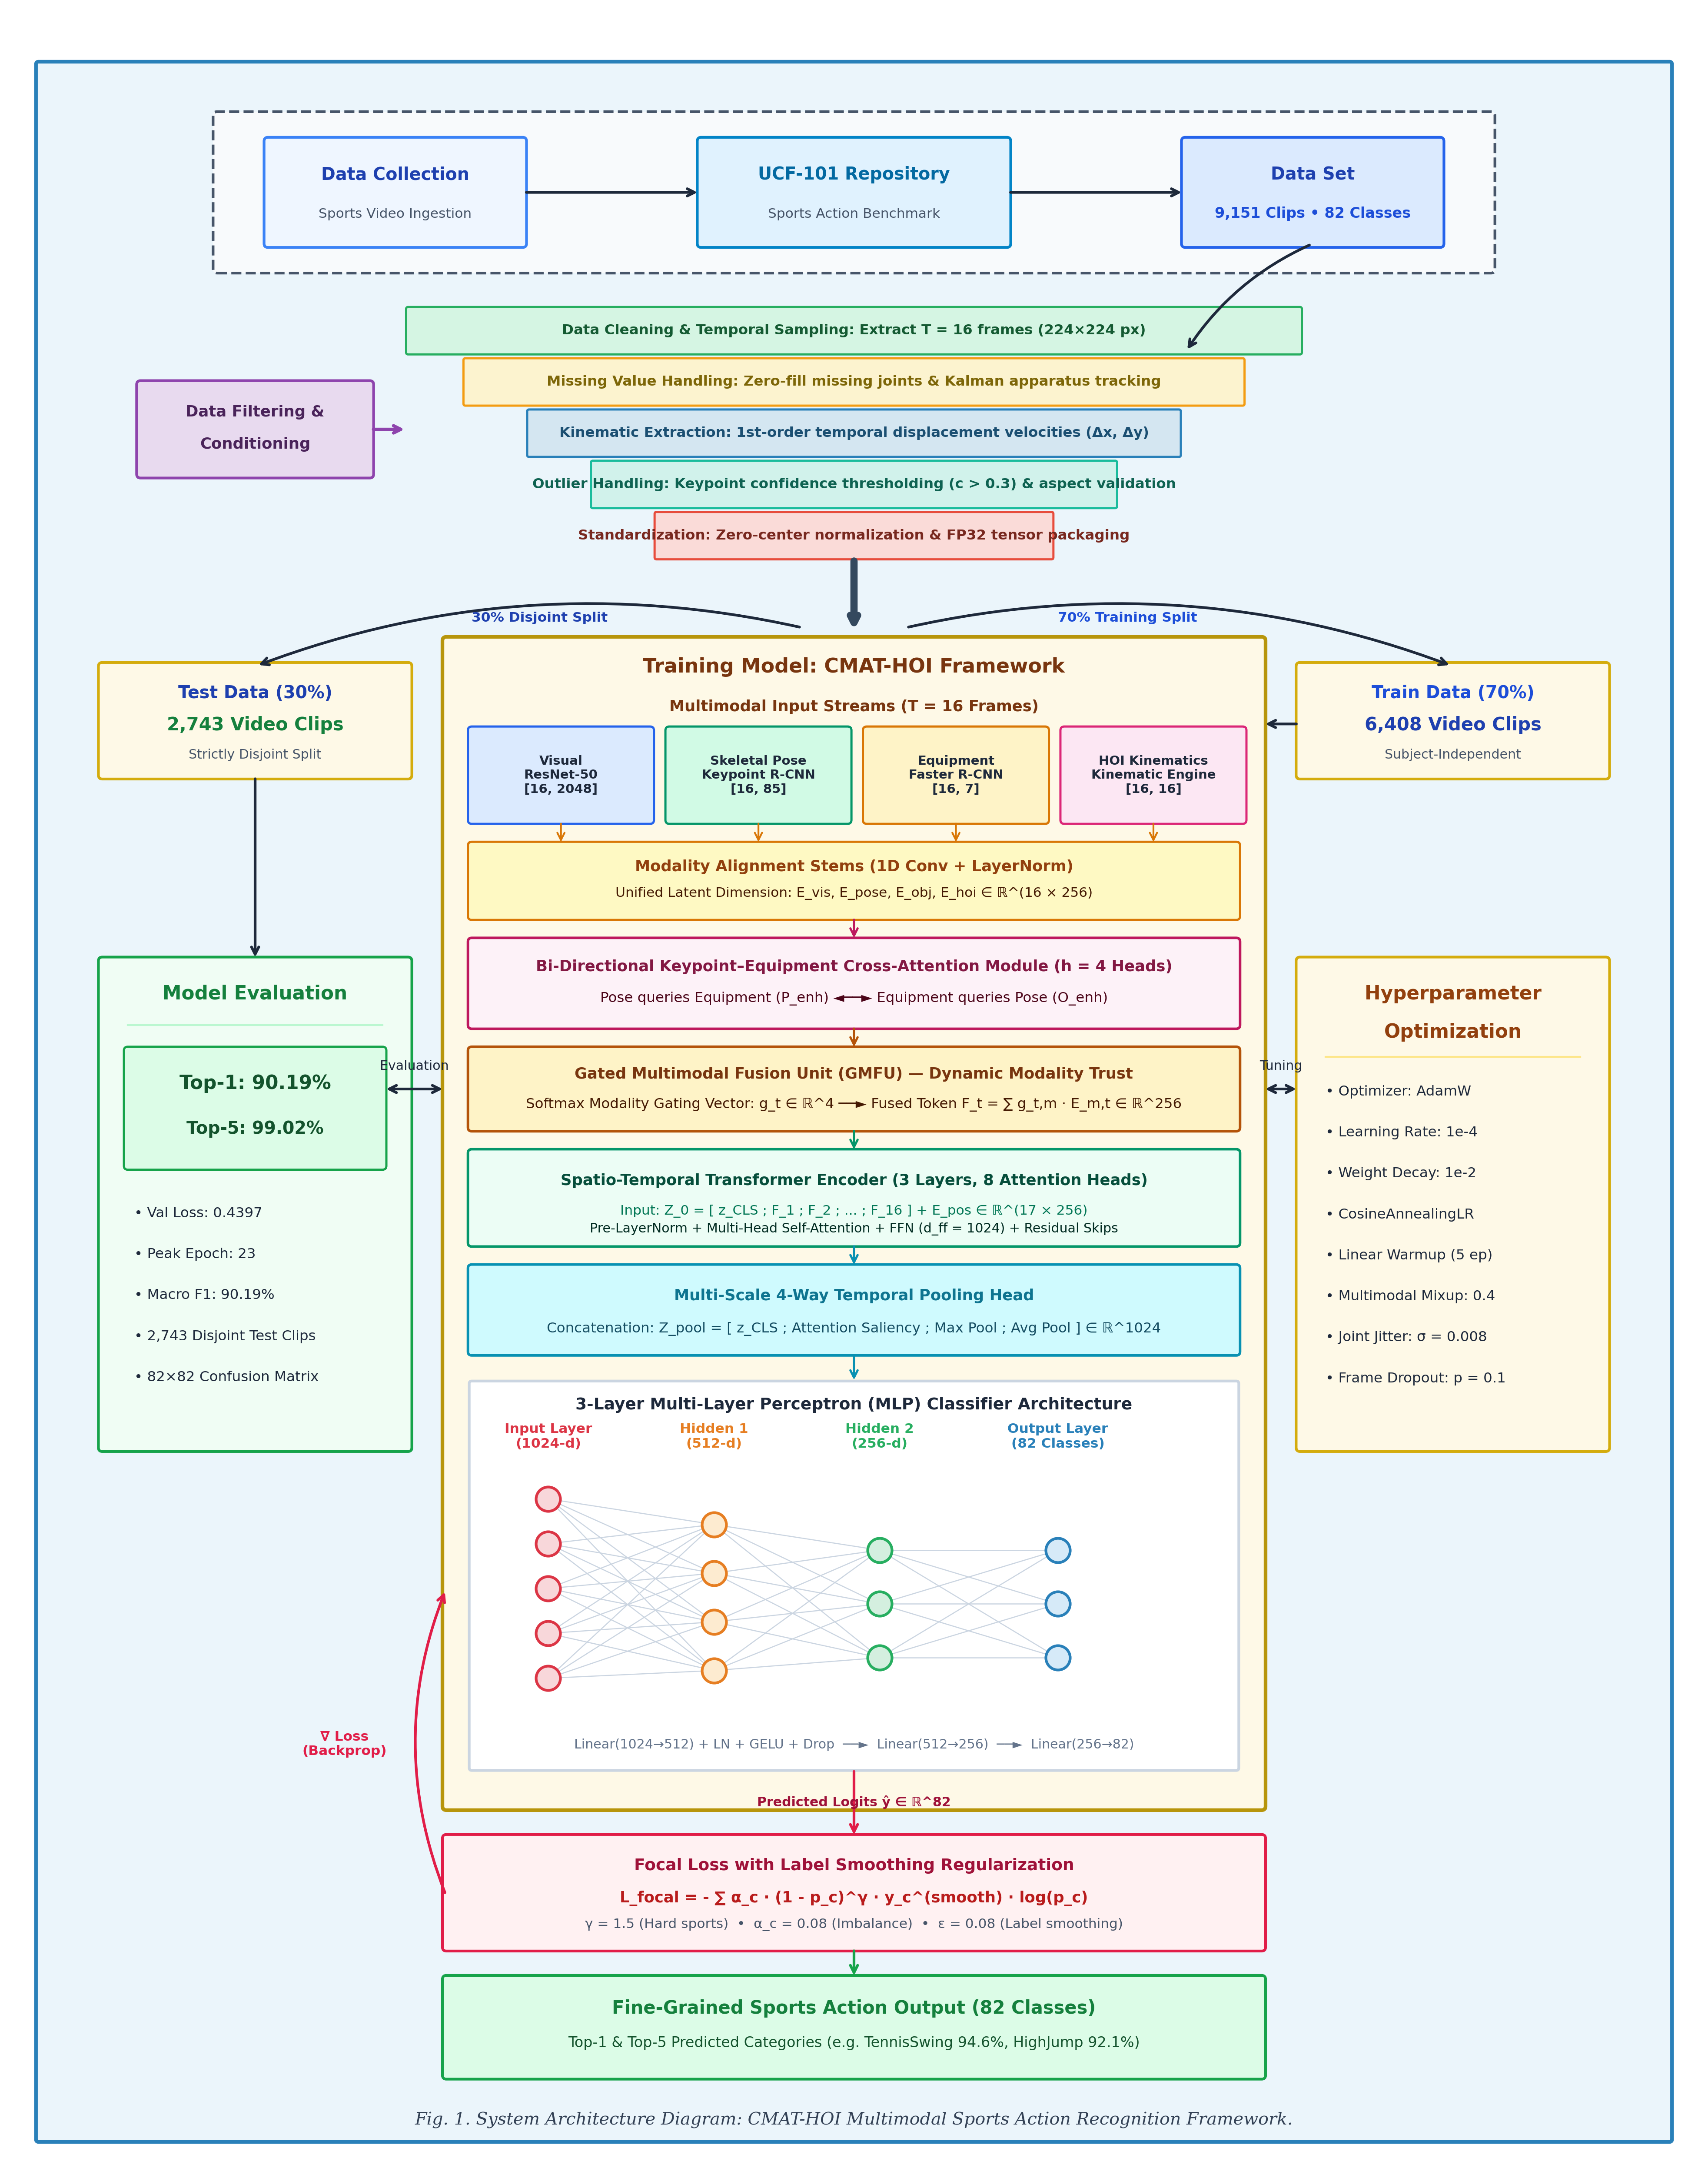 Data Collection
Sports Video Ingestion
UCF-101 Repository
Sports Action Benchmark
Data Set
9,151 Clips • 82 Classes
Data Cleaning & Temporal Sampling: Extract T = 16 frames (224×224 px)
Missing Value Handling: Zero-fill missing joints & Kalman apparatus tracking
Data Filtering &
Conditioning
Kinematic Extraction: 1st-order temporal displacement velocities (Δx, Δy)
Outlier Handling: Keypoint confidence thresholding (c > 0.3) & aspect validation
Standardization: Zero-center normalization & FP32 tensor packaging
30% Disjoint Split
70% Training Split
Test Data (30%)
2,743 Video Clips
Strictly Disjoint Split
Train Data (70%)
6,408 Video Clips
Subject-Independent
Training Model: CMAT-HOI Framework
Multimodal Input Streams (T = 16 Frames)
Visual
ResNet-50
[16, 2048]
Skeletal Pose
Keypoint R-CNN
[16, 85]
Equipment
Faster R-CNN
[16, 7]
HOI Kinematics
Kinematic Engine
[16, 16]
Modality Alignment Stems (1D Conv + LayerNorm)
Unified Latent Dimension: E_vis, E_pose, E_obj, E_hoi ∈ ℝ^(16 × 256)
Bi-Directional Keypoint–Equipment Cross-Attention Module (h = 4 Heads)
Pose queries Equipment (P_enh) ◄──► Equipment queries Pose (O_enh)
Gated Multimodal Fusion Unit (GMFU) — Dynamic Modality Trust
Softmax Modality Gating Vector: g_t ∈ ℝ^4 ──► Fused Token F_t = ∑ g_t,m · E_m,t ∈ ℝ^256
Spatio-Temporal Transformer Encoder (3 Layers, 8 Attention Heads)
Input: Z_0 = [ z_CLS ; F_1 ; F_2 ; ... ; F_16 ] + E_pos ∈ ℝ^(17 × 256)
Pre-LayerNorm + Multi-Head Self-Attention + FFN (d_ff = 1024) + Residual Skips
Multi-Scale 4-Way Temporal Pooling Head
Concatenation: Z_pool = [ z_CLS ; Attention Saliency ; Max Pool ; Avg Pool ] ∈ ℝ^1024
3-Layer Multi-Layer Perceptron (MLP) Classifier Architecture
Input Layer
(1024-d)
Hidden 1
(512-d)
Hidden 2
(256-d)
Output Layer
(82 Classes)
Linear(1024→512) + LN + GELU + Drop ──► Linear(512→256) ──► Linear(256→82)
Predicted Logits ŷ ∈ ℝ^82
Model Evaluation
Top-1: 90.19%
Top-5: 99.02%
• Val Loss: 0.4397
• Peak Epoch: 23
• Macro F1: 90.19%
• 2,743 Disjoint Test Clips
• 82×82 Confusion Matrix
Evaluation
Tuning
Hyperparameter
Optimization
• Optimizer: AdamW
• Learning Rate: 1e-4
• Weight Decay: 1e-2
• CosineAnnealingLR
• Linear Warmup (5 ep)
• Multimodal Mixup: 0.4
• Joint Jitter: σ = 0.008
• Frame Dropout: p = 0.1
∇ Loss
(Backprop)
Focal Loss with Label Smoothing Regularization
L_focal = - ∑ α_c · (1 - p_c)^γ · y_c^(smooth) · log(p_c)
γ = 1.5 (Hard sports) • α_c = 0.08 (Imbalance) • ε = 0.08 (Label smoothing)
Fine-Grained Sports Action Output (82 Classes)
Top-1 & Top-5 Predicted Categories (e.g. TennisSwing 94.6%, HighJump 92.1%)
Fig. 1. System Architecture Diagram: CMAT-HOI Multimodal Sports Action Recognition Framework.